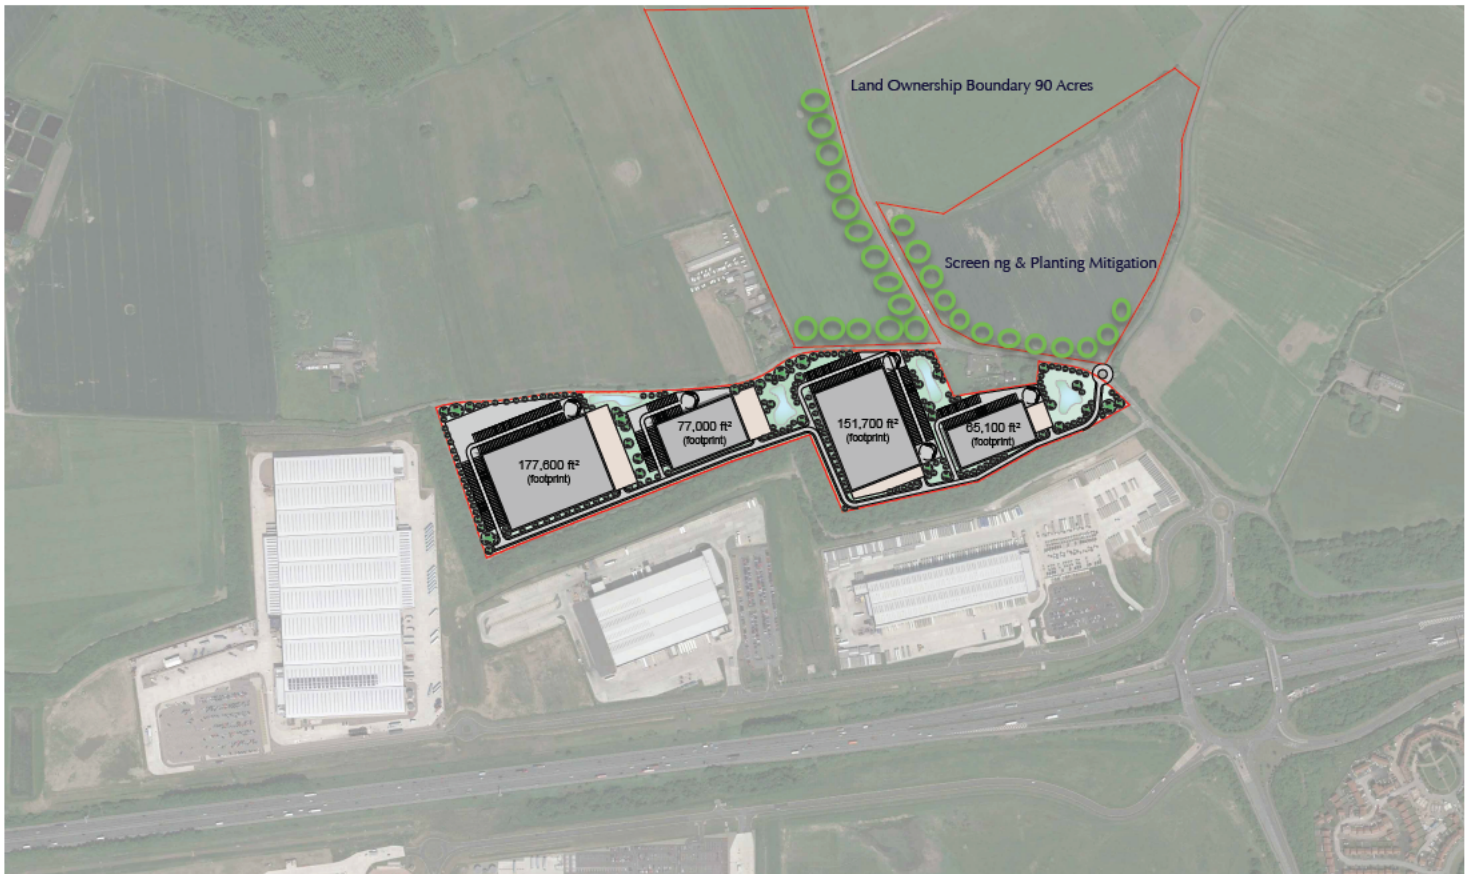 Land Ownership Boundary 90 Acres
Screen ng & Planting Mitigation
177,600 ft²
(footprint)
77,000 ft²
(footprint)
151,700 ft²
(footprint)
65,100 ft²
(footprint)